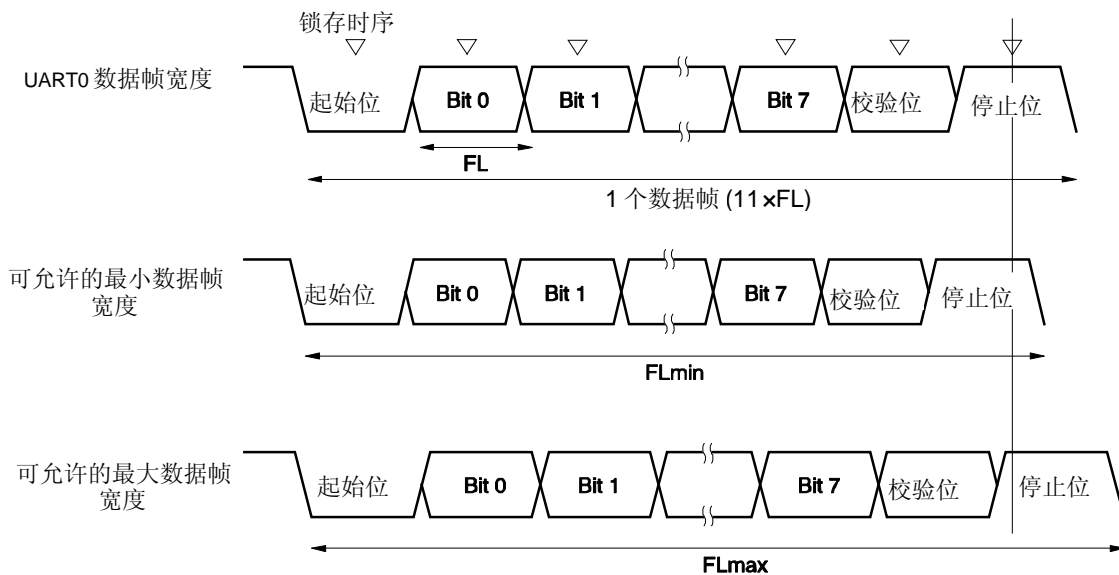 锁存时序
UART0 数据帧宽度
起始位 Bit 0 Bit 1 Bit 7 校验位 停止位
FL
1 个数据帧 (11×FL)
可允许的最小数据帧
宽度
起始位 Bit 0 Bit 1 Bit 7 校验位 停止位
FLmin
可允许的最大数据帧
宽度
起始位 Bit 0 Bit 1 Bit 7 校验位 停止位
FLmax